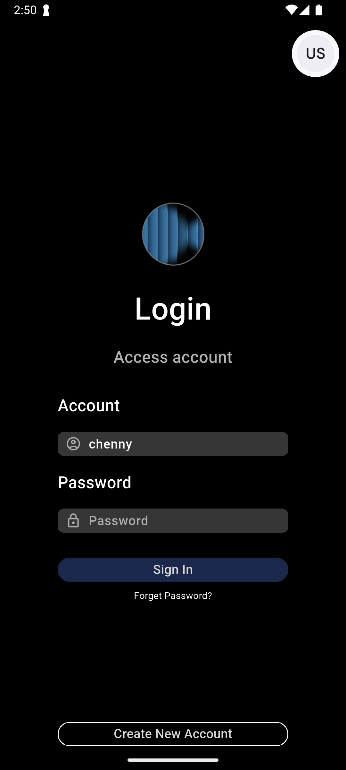 2:50
US
Login
Access account
Account
chenny
Password
Password
Sign In
Forget Password?
Create New Account